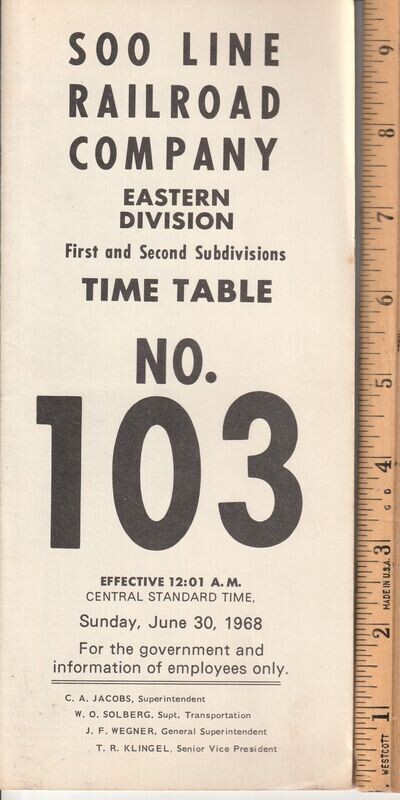 SOO LINE
RAILROAD
COMPANY
EASTERN
DIVISION
First and Second Subdivisions
TIME TABLE
NO.
103
EFFECTIVE 12:01 A. M.
CENTRAL STANDARD TIME,
Sunday, June 30, 1968
For the government and
information of employees only.
C. A. JACOBS, Superintendent
W. O. SOLBERG, Supt. Transportation
J. F. WEGNER, General Superintendent
T. R. KLINGEL, Senior Vice President
WESTCOTT
MADE IN U.S.A.
1
2
3
4
5
6
7
8
9